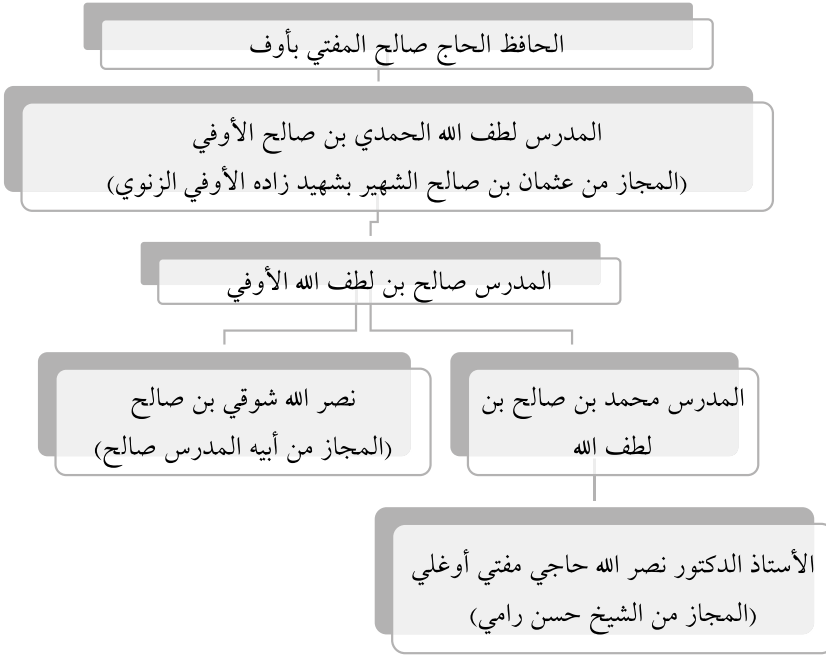 الحافظ الحاج صالح المفتي بأوف
المدرس لطف الله الحمدي بن صالح الأوفي
(المجاز من عثمان بن صالح الشهير بشهيد زاده الأوفي الزنوي)
المدرس صالح بن لطف الله الأوفي
المدرس محمد بن صالح بن
لطف الله
نصر الله شوقي بن صالح
(المجاز من أبيه المدرس صالح)
الأستاذ الدكتور نصر الله حاجي مفتي أوغلي
(المجاز من الشيخ حسن رامي)